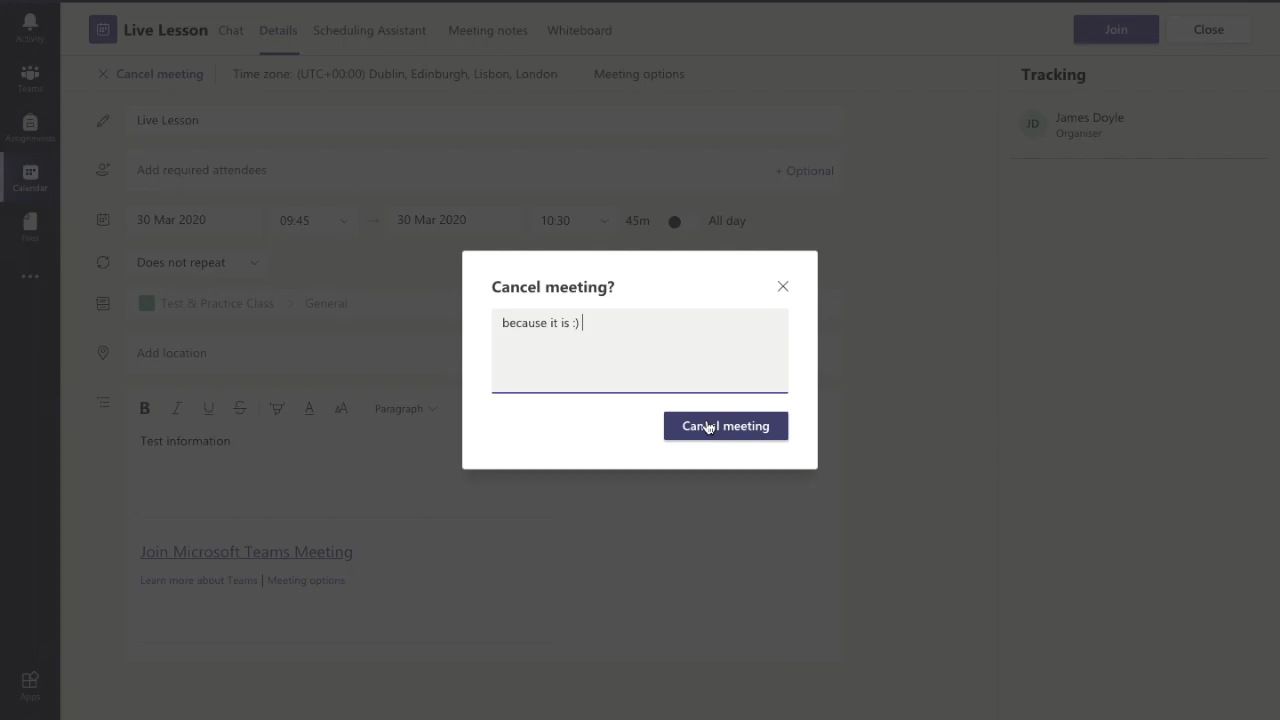 Activity
Teams
Assignments
Calendar
Files
Apps
Live Lesson
Chat
Details
Scheduling Assistant
Meeting notes
Whiteboard
Join
Close
Cancel meeting
Time zone: (UTC+00:00) Dublin, Edinburgh, Lisbon, London
Meeting options
Tracking
JD
James Doyle
Organiser
Live Lesson
Add required attendees
+ Optional
30 Mar 2020
09:45
30 Mar 2020
10:30
45m
All day
Does not repeat
Test & Practice Class > General
Add location
B I U S A AA Paragraph
Test information
Join Microsoft Teams Meeting
Learn more about Teams | Meeting options
Cancel meeting?
because it is :)
Cancel meeting